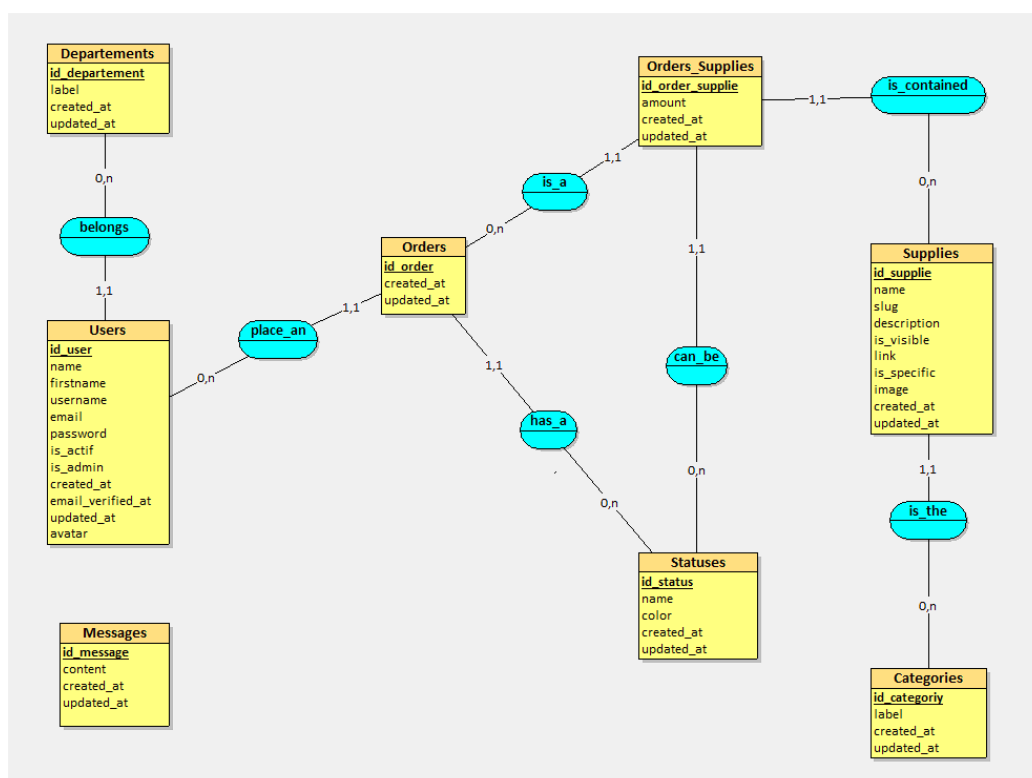 Departements
id_departement
label
created_at
updated_at
0,n
belongs
1,1
Users
id_user
name
firstname
username
email
password
is_actif
is_admin
created_at
email_verified_at
updated_at
avatar
0,n
place_an
1,1
Orders
id_order
created_at
updated_at
0,n
is_a
1,1
Orders_Supplies
id_order_supplie
amount
created_at
updated_at
1,1
is_contained
0,n
Supplies
id_supplie
name
slug
description
is_visible
link
is_specific
image
created_at
updated_at
1,1
is_the
0,n
Categories
id_categoriy
label
created_at
updated_at
1,1
can_be
0,n
1,1
has_a
0,n
Statuses
id_status
name
color
created_at
updated_at
Messages
id_message
content
created_at
updated_at